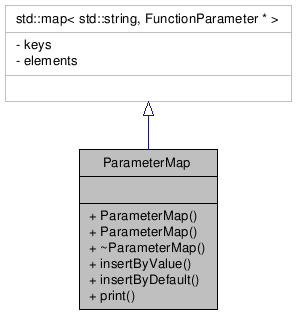 std::map< std::string, FunctionParameter * >
- keys
- elements
ParameterMap
+ ParameterMap()
+ ParameterMap()
+ ~ParameterMap()
+ insertByValue()
+ insertByDefault()
+ print()